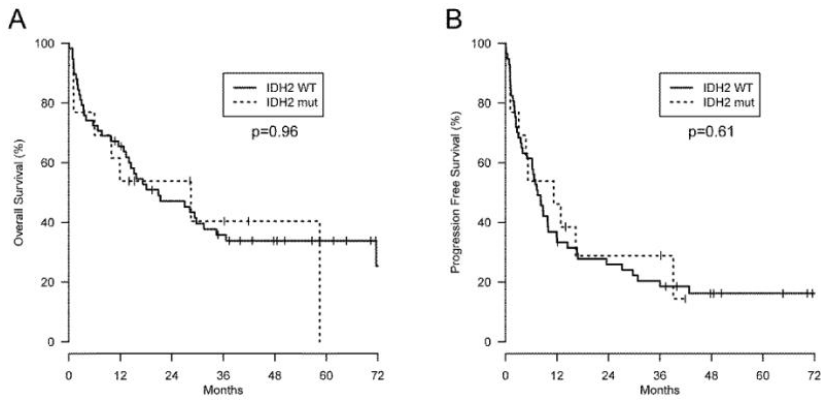 A
Overall Survival (%)
100
80
60
40
20
0
IDH2 WT
IDH2 mut
p=0.96
0 12 24 36 48 60 72
Months
B
Progression Free Survival (%)
100
80
60
40
20
0
IDH2 WT
IDH2 mut
p=0.61
0 12 24 36 48 60 72
Months